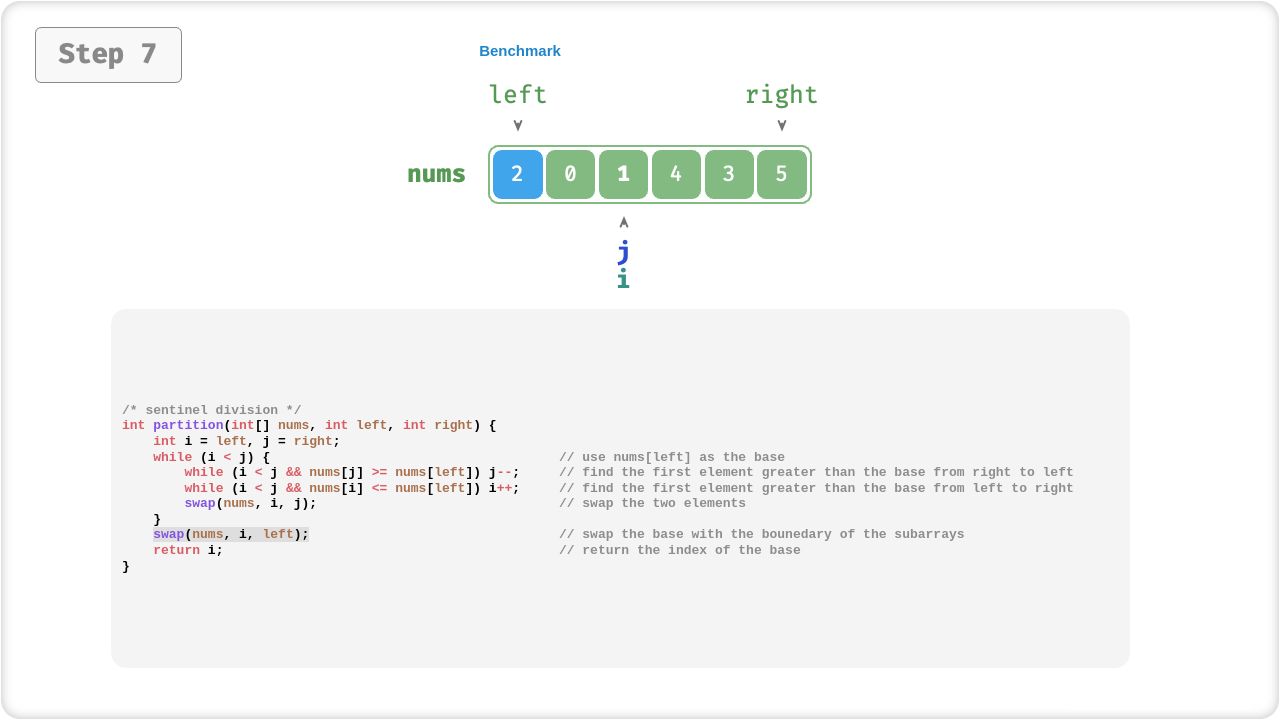 Step 7
Benchmark
left right
nums 2 0 1 4 3 5
j
i
/* sentinel division */
int partition(int[] nums, int left, int right) {
    int i = left, j = right;
    while (i < j) { // use nums[left] as the base
        while (i < j && nums[j] >= nums[left]) j--; // find the first element greater than the base from right to left
        while (i < j && nums[i] <= nums[left]) i++; // find the first element greater than the base from left to right
        swap(nums, i, j); // swap the two elements
    }
    swap(nums, i, left); // swap the base with the bounedary of the subarrays
    return i; // return the index of the base
}